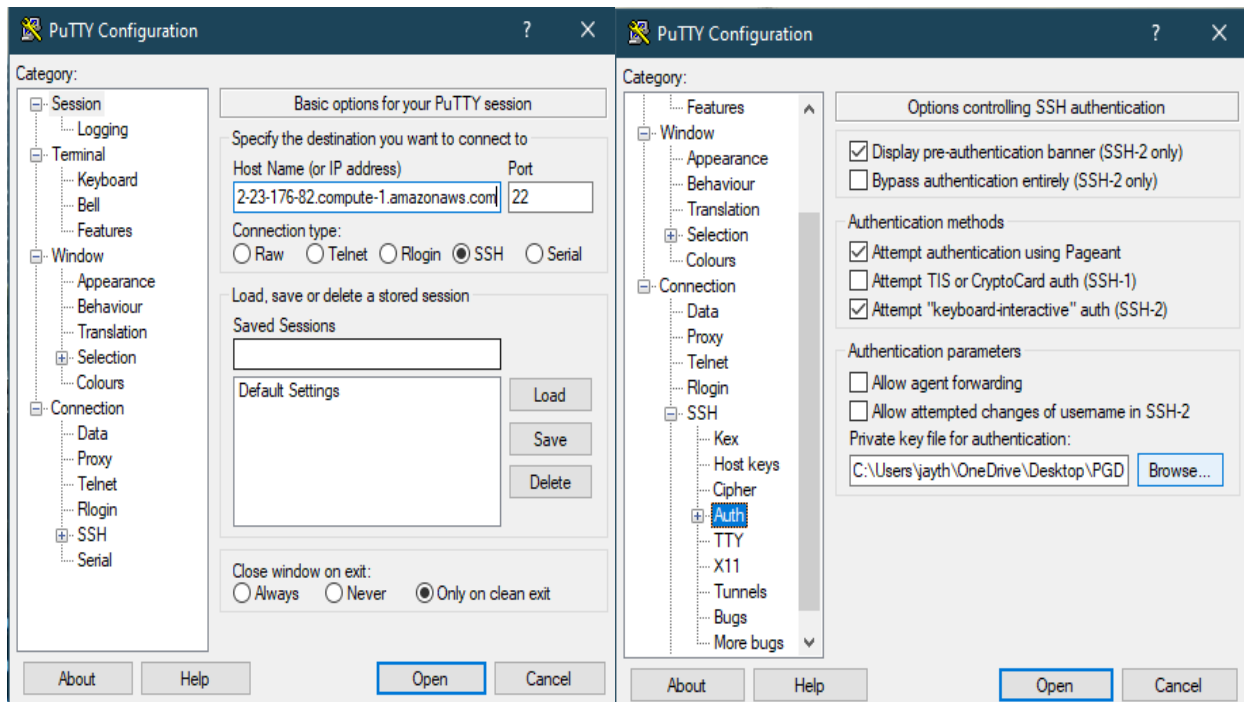 PuTTY Configuration ? ×
Category:
Session
Logging
Terminal
Keyboard
Bell
Features
Window
Appearance
Behaviour
Translation
Selection
Colours
Connection
Data
Proxy
Telnet
Rlogin
SSH
Serial
Basic options for your PuTTY session
Specify the destination you want to connect to
Host Name (or IP address) Port
2-23-176-82.compute-1.amazonaws.com 22
Connection type:
Raw Telnet Rlogin SSH Serial
Load, save or delete a stored session
Saved Sessions
Default Settings
Load
Save
Delete
Close window on exit:
Always Never Only on clean exit
About Help Open Cancel
PuTTY Configuration ? ×
Category:
Features
Window
Appearance
Behaviour
Translation
Selection
Colours
Connection
Data
Proxy
Telnet
Rlogin
SSH
Kex
Host keys
Cipher
Auth
TTY
X11
Tunnels
Bugs
More bugs
Options controlling SSH authentication
Display pre-authentication banner (SSH-2 only)
Bypass authentication entirely (SSH-2 only)
Authentication methods
Attempt authentication using Pageant
Attempt TIS or CryptoCard auth (SSH-1)
Attempt "keyboard-interactive" auth (SSH-2)
Authentication parameters
Allow agent forwarding
Allow attempted changes of username in SSH-2
Private key file for authentication:
C:\Users\jayth\OneDrive\Desktop\PGD Browse...
About Help Open Cancel